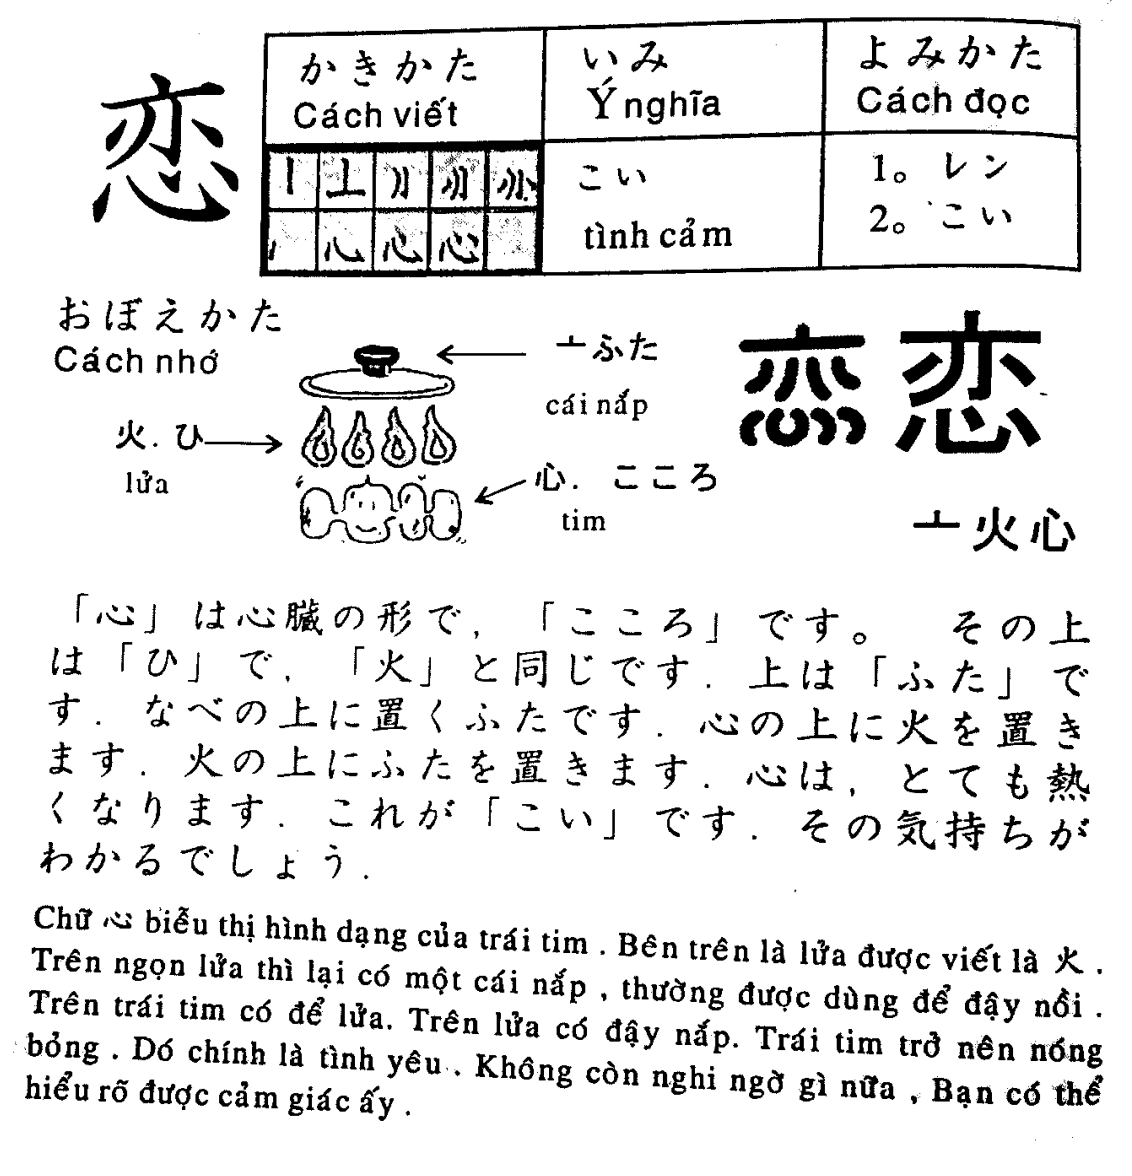 恋
かきかた
Cách viết
いみ
Ý nghĩa
よみかた
Cách đọc
こい
tình cảm
1。レン
2。こい
心 心 心
おぼえかた
Cách nhớ
亠ふた
cái nắp
火. ひ
lửa
心. こころ
tim
恋 恋
亠火心
「心」は心臓の形で,「こころ」です。 その上
は「ひ」で,「火」と同じです. 上は「ふた」で
す. なべの上に置くふたです. 心の上に火を置き
ます. 火の上にふたを置きます. 心は, とても熱
くなります. これが「こい」です. その気持ちが
わかるでしょう.
Chữ 心 biễu thị hình dạng của trái tim . Bên trên là lửa được viết là 火 .
Trên ngọn lửa thì lại có một cái nắp , thường được dùng để đậy nồi .
Trên trái tim có để lửa. Trên lửa có đậy nắp. Trái tim trở nên nóng
bỏng . Dó chính là tình yêu . Không còn nghi ngờ gì nữa , Bạn có thể
hiểu rõ được cảm giác ấy .